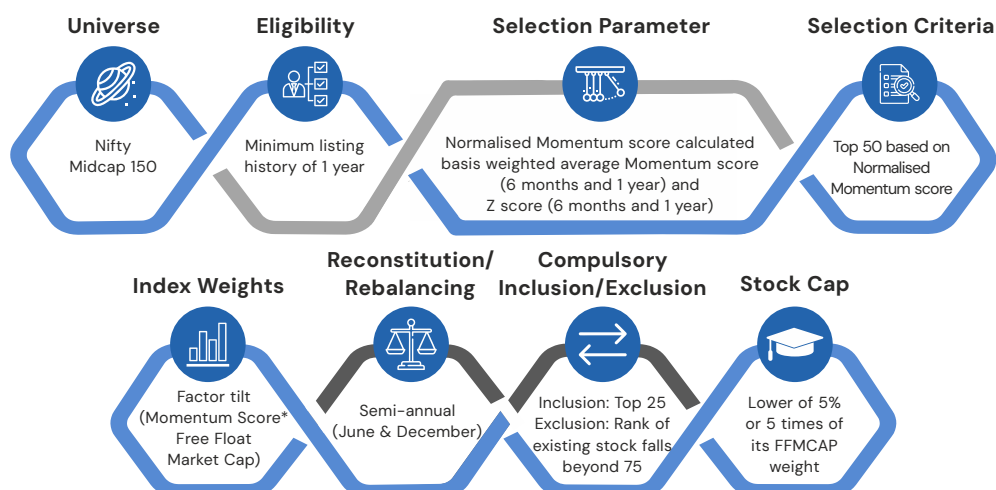 Universe
Nifty
Midcap 150
Eligibility
Minimum listing
history of 1 year
Selection Parameter
Normalised Momentum score calculated
basis weighted average Momentum score
(6 months and 1 year) and
Z score (6 months and 1 year)
Selection Criteria
Top 50 based on
Normalised
Momentum score
Index Weights
Factor tilt
(Momentum Score*
Free Float
Market Cap)
Reconstitution/
Rebalancing
Semi-annual
(June & December)
Compulsory
Inclusion/Exclusion
Inclusion: Top 25
Exclusion: Rank of
existing stock falls
beyond 75
Stock Cap
Lower of 5%
or 5 times of
its FFMCAP
weight